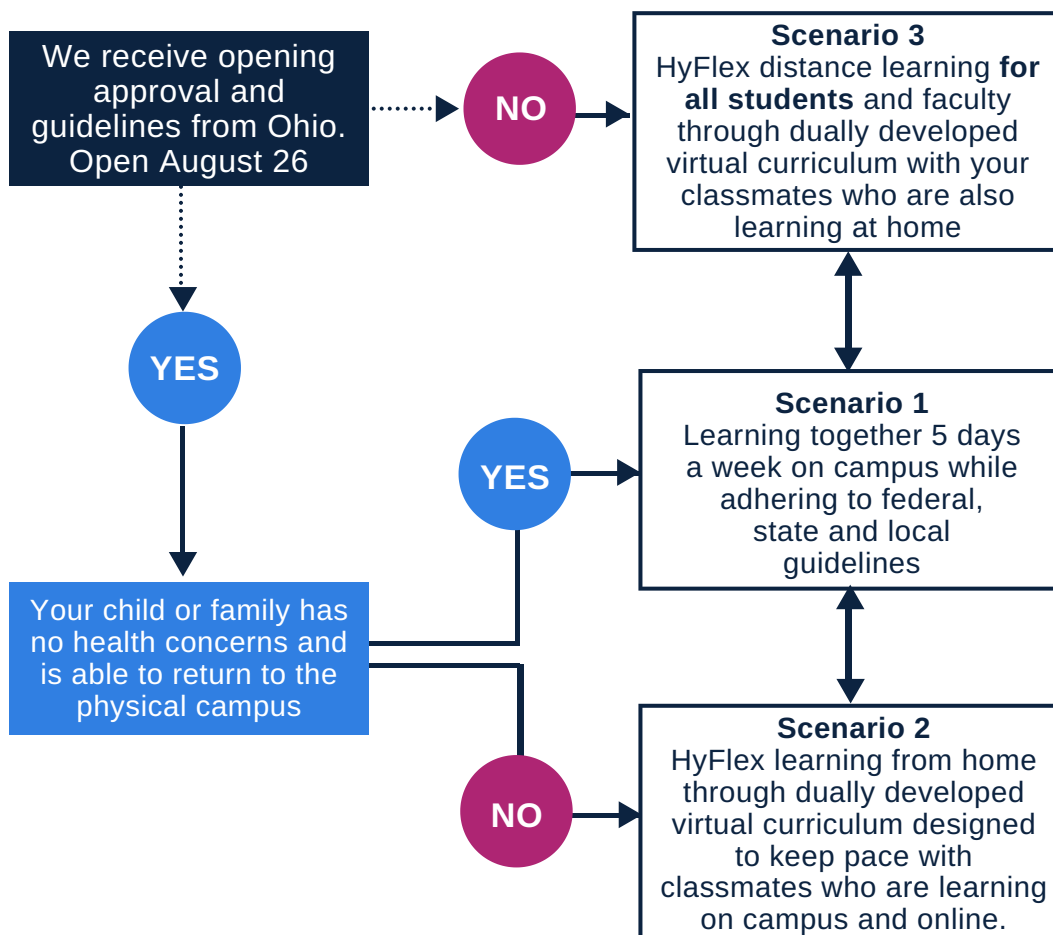 We receive opening
approval and
guidelines from Ohio.
Open August 26
NO
Scenario 3
HyFlex distance learning for
all students and faculty
through dually developed
virtual curriculum with your
classmates who are also
learning at home
YES
YES
Scenario 1
Learning together 5 days
a week on campus while
adhering to federal,
state and local
guidelines
Your child or family has
no health concerns and
is able to return to the
physical campus
NO
Scenario 2
HyFlex learning from home
through dually developed
virtual curriculum designed
to keep pace with
classmates who are learning
on campus and online.